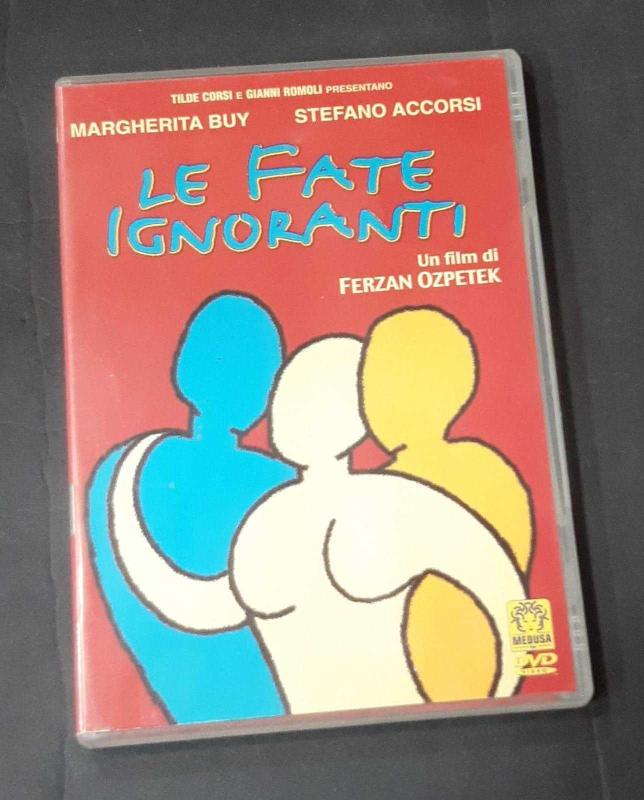 TILDE CORSI E GIANNI ROMOLI PRESENTANO
MARGHERITA BUY STEFANO ACCORSI
LE FATE
IGNORANTI
Un film di
FERZAN OZPETEK
MEDUSA
DVD
VIDEO